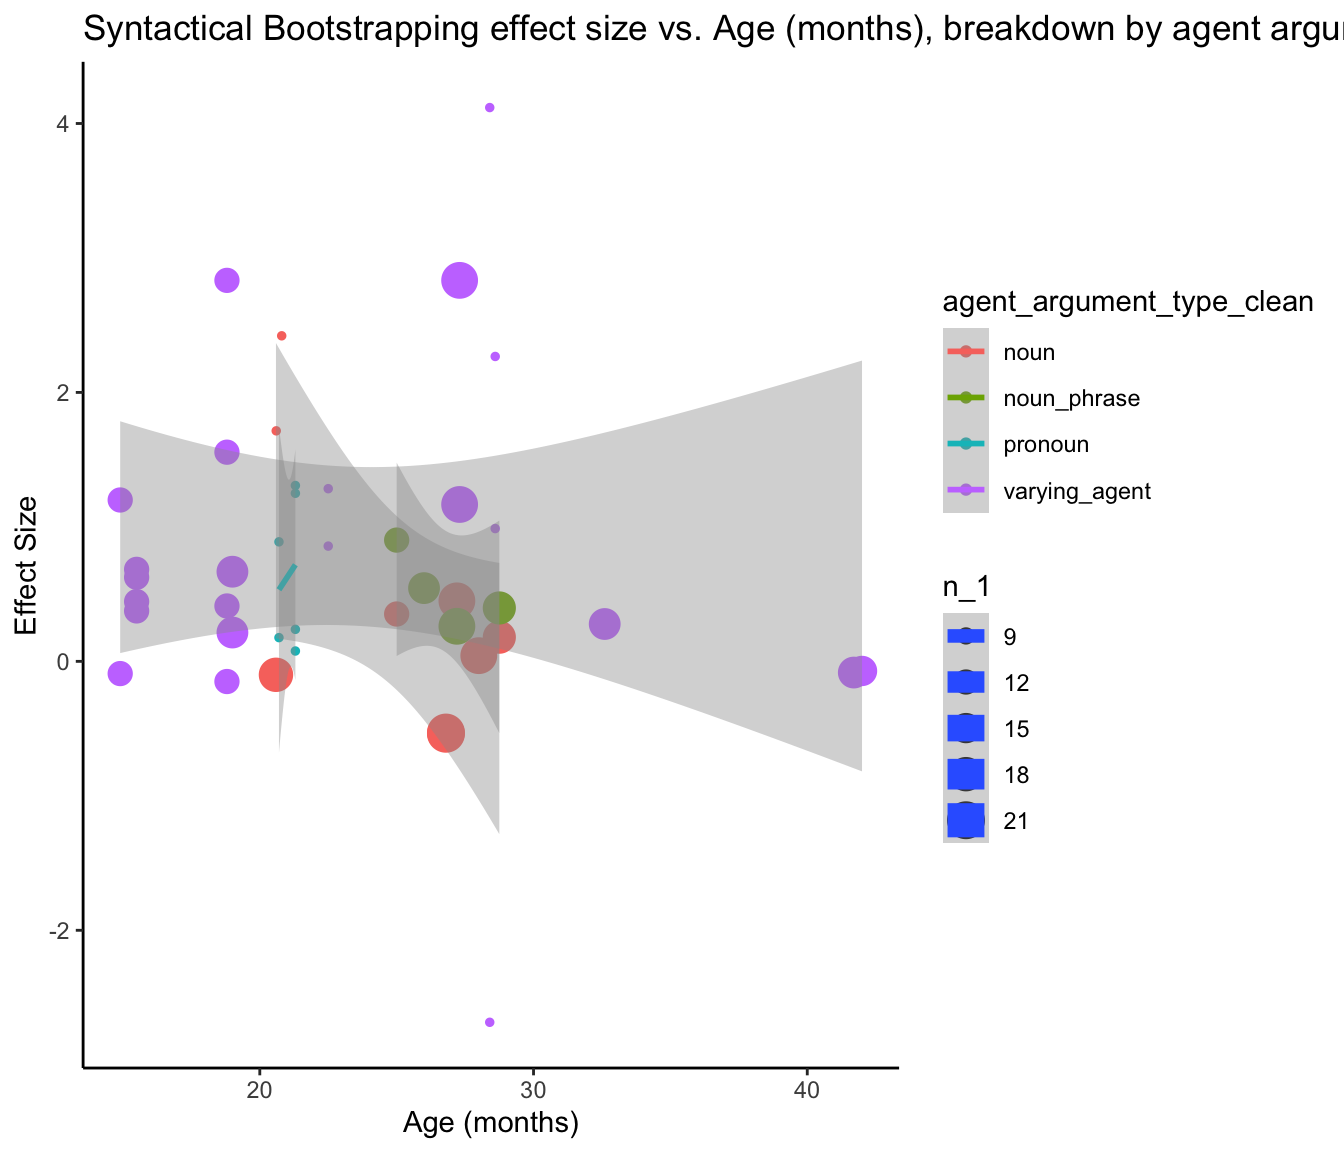 Syntactical Bootstrapping effect size vs. Age (months), breakdown by agent
4
2
0
-2
Effect Size
20 30 40
Age (months)
agent_argument_type_clean
noun
noun_phrase
pronoun
varying_agent
n_1
9
12
15
18
21